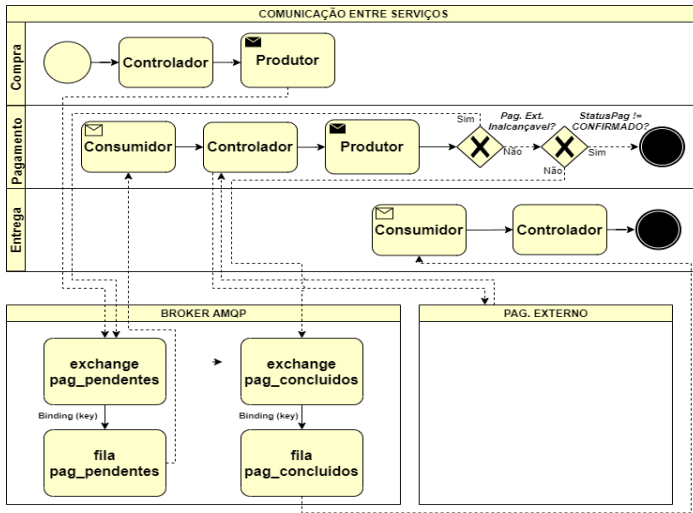 COMUNICAÇÃO ENTRE SERVIÇOS
Compra
Controlador
Produtor
Pagamento
Consumidor
Controlador
Produtor
Sim
Pag. Ext.
Inalcançavel?
Não
StatusPag !=
CONFIRMADO?
Sim
Não
Entrega
Consumidor
Controlador
BROKER AMQP
exchange
pag_pendentes
Binding (key)
fila
pag_pendentes
exchange
pag_concluidos
Binding (key)
fila
pag_concluidos
PAG. EXTERNO